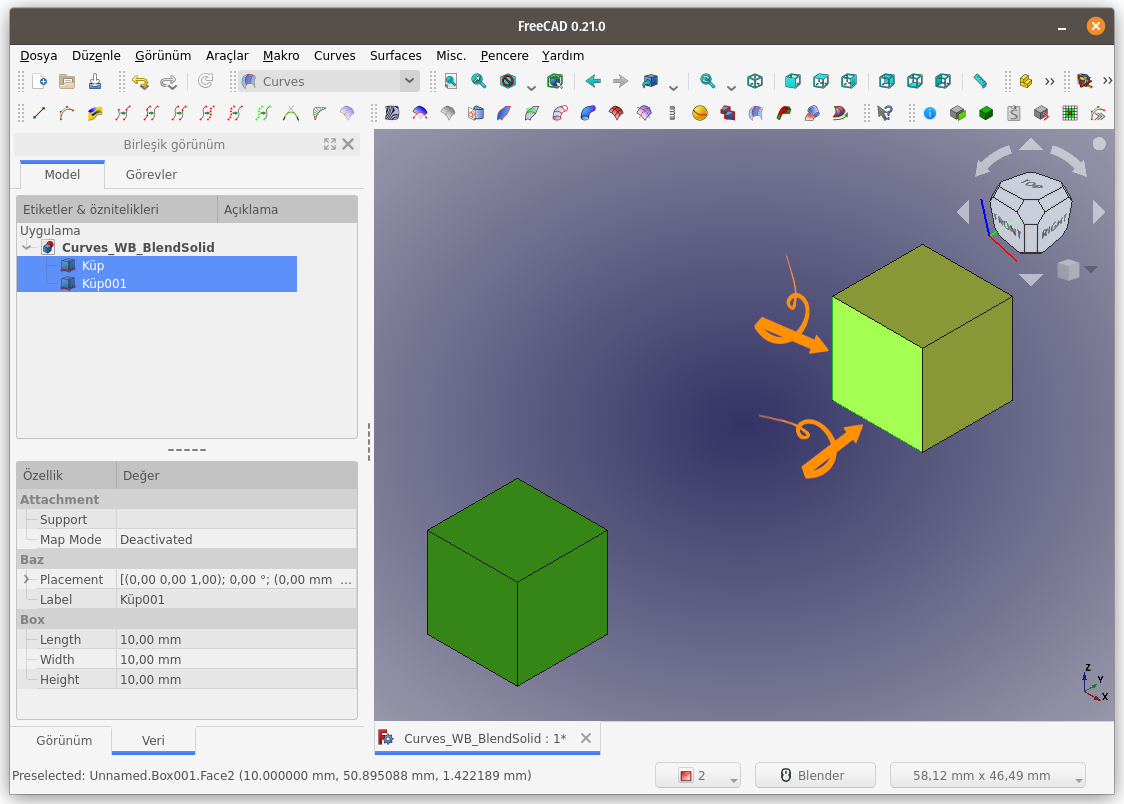 FreeCAD 0.21.0
Dosya Düzenle Görünüm Araçlar Makro Curves Surfaces Misc. Pencere Yardım
Curves
Birleşik görünüm
Model Görevler
Etiketler & öznitelikleri Açıklama
Uygulama
Curves_WB_BlendSolid
Küp
Küp001
TOP
FRONT RIGHT
Özellik Değer
Attachment
Support
Map Mode Deactivated
Baz
Placement [(0,00 0,00 1,00); 0,00 °; (0,00 mm ...
Label Küp001
Box
Length 10,00 mm
Width 10,00 mm
Height 10,00 mm
Z
Y
X
Görünüm Veri
Curves_WB_BlendSolid : 1*
Preselected: Unnamed.Box001.Face2 (10.000000 mm, 50.895088 mm, 1.422189 mm) 2 Blender 58,12 mm x 46,49 mm